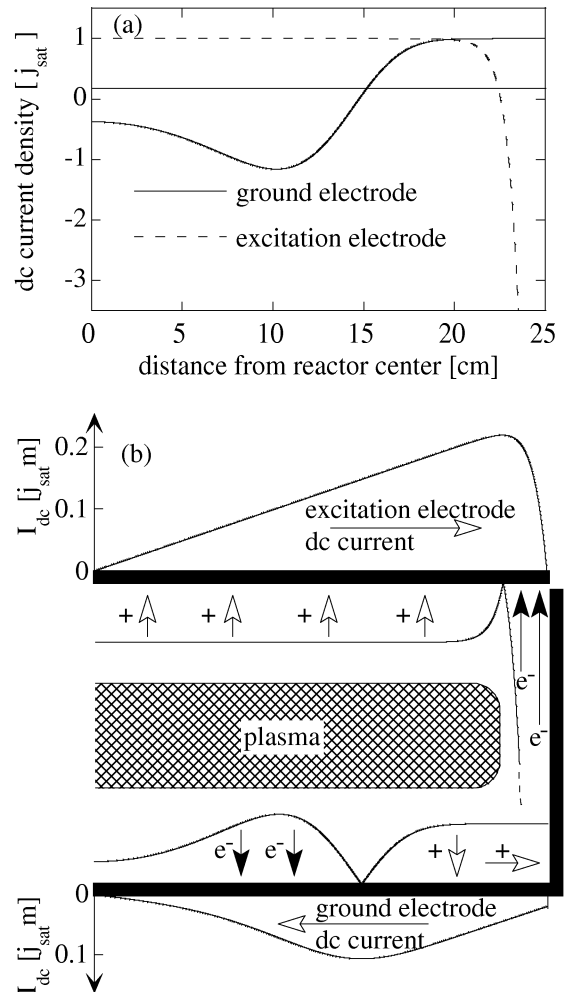 (a)
dc current density [ j_sat ]
1
0
-1
-2
-3
ground electrode
excitation electrode
0 5 10 15 20 25
distance from reactor center [cm]
(b)
I_dc [j_sat m]
0.2
0.1
0
excitation electrode
dc current
+ + + +
e-
e-
plasma
e- e- + +
0
0.1
I_dc [j_sat m]
ground electrode
dc current